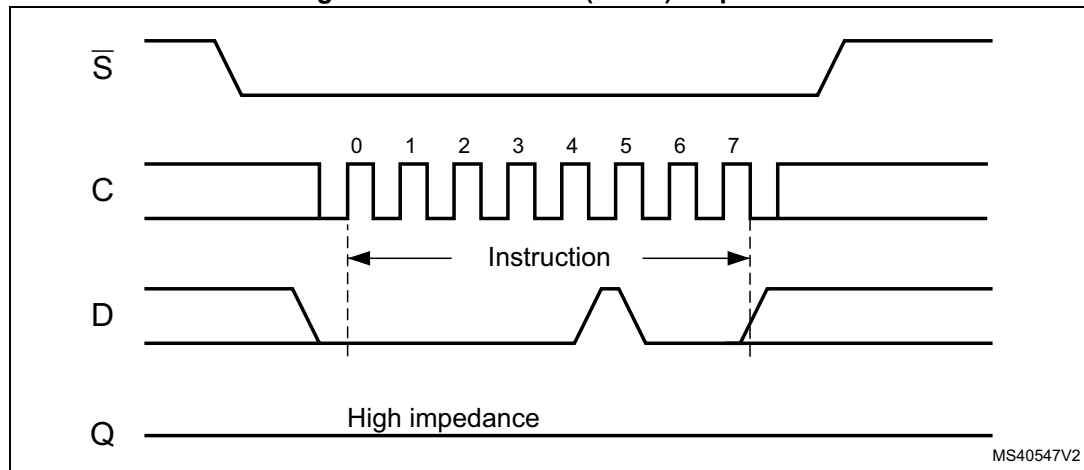 S̅
0 1 2 3 4 5 6 7
C
Instruction
D
High impedance
Q
MS40547V2